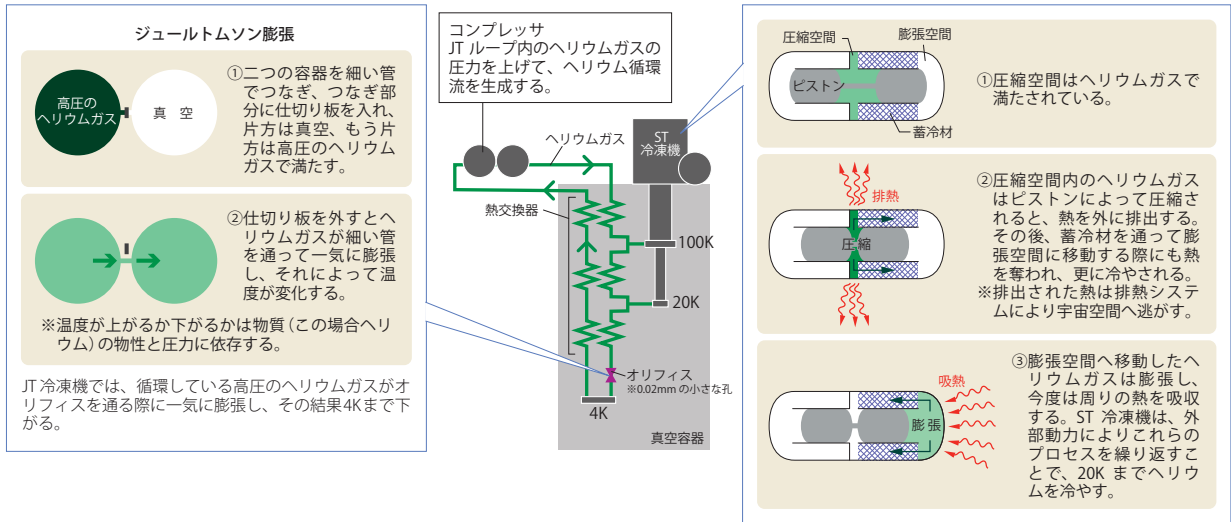 ジュールトムソン膨張
高圧の
ヘリウムガス
真 空
①二つの容器を細い管
でつなぎ、つなぎ部
分に仕切り板を入れ、
片方は真空、もう片
方は高圧のヘリウム
ガスで満たす。
②仕切り板を外すとヘ
リウムガスが細い管
を通って一気に膨張
し、それによって温
度が変化する。
※温度が上がるか下がるかは物質（この場合ヘリ
ウム）の物性と圧力に依存する。
JT 冷凍機では、循環している高圧のヘリウムガスがオ
リフィスを通る際に一気に膨張し、その結果4Kまで下
がる。
コンプレッサ
JT ループ内のヘリウムガスの
圧力を上げて、ヘリウム循環
流を生成する。
ヘリウムガス
ST
冷凍機
熱交換器
100K
20K
オリフィス
※0.02mm の小さな孔
4K
真空容器
圧縮空間
膨張空間
ピストン
蓄冷材
①圧縮空間はヘリウムガスで
満たされている。
排熱
圧縮
②圧縮空間内のヘリウムガス
はピストンによって圧縮さ
れると、熱を外に排出する。
その後、蓄冷材を通って膨
張空間に移動する際にも熱
を奪われ、更に冷やされる。
※排出された熱は排熱システ
ムにより宇宙空間へ逃がす。
吸熱
膨張
③膨張空間へ移動したヘ
リウムガスは膨張し、
今度は周りの熱を吸収
する。ST 冷凍機は、外
部動力によりこれらの
プロセスを繰り返すこ
とで、20K までヘリウ
ムを冷やす。